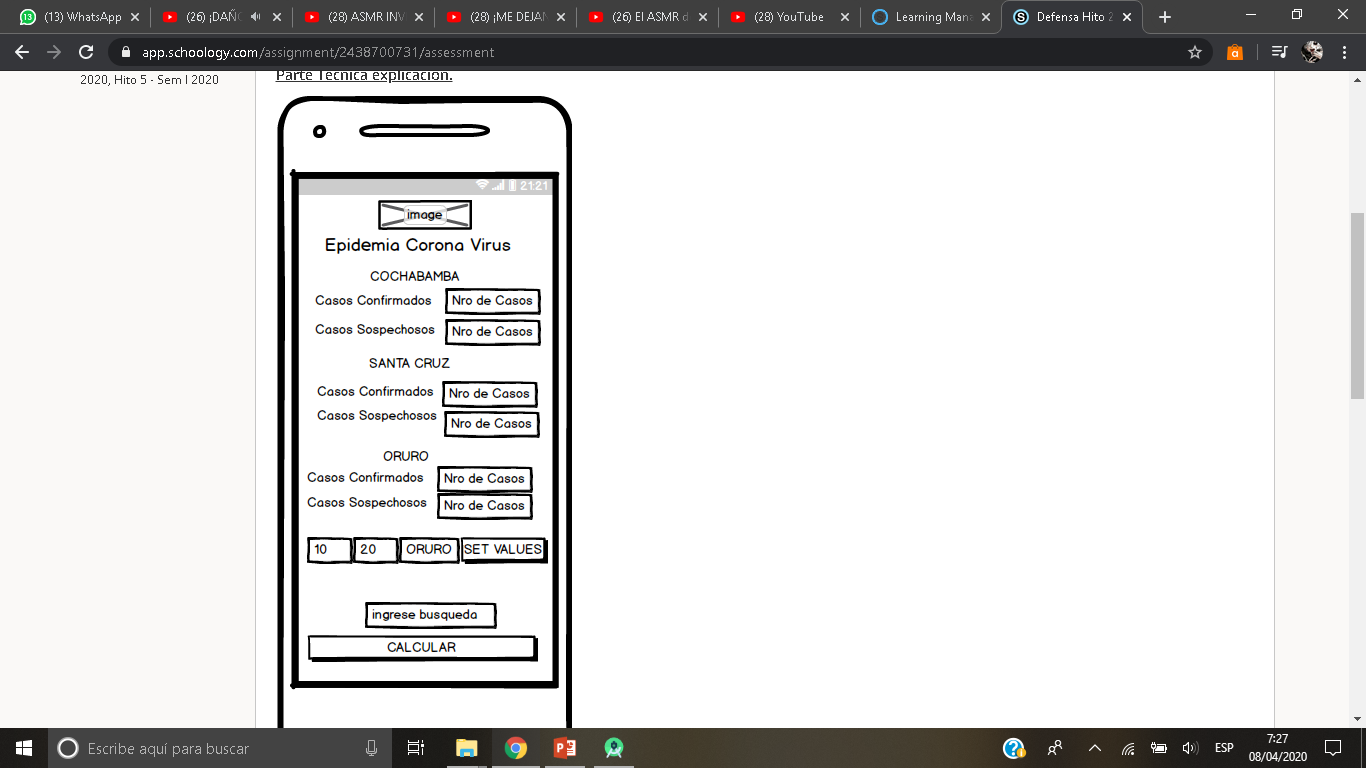 (13) WhatsApp
(26) ¡DAÑO
(28) ASMR INV
(28) ¡ME DEJAN
(26) El ASMR d
(28) YouTube
Learning Mana
Defensa Hito 2
app.schoology.com/assignment/2438700731/assessment
2020, Hito 5 - Sem I 2020
Parte Tecnica explicacion.
21:21
image
Epidemia Corona Virus
COCHABAMBA
Casos Confirmados Nro de Casos
Casos Sospechosos Nro de Casos
SANTA CRUZ
Casos Confirmados Nro de Casos
Casos Sospechosos Nro de Casos
ORURO
Casos Confirmados Nro de Casos
Casos Sospechosos Nro de Casos
10 20 ORURO SET VALUES
ingrese busqueda
CALCULAR
Escribe aquí para buscar
ESP
7:27
08/04/2020